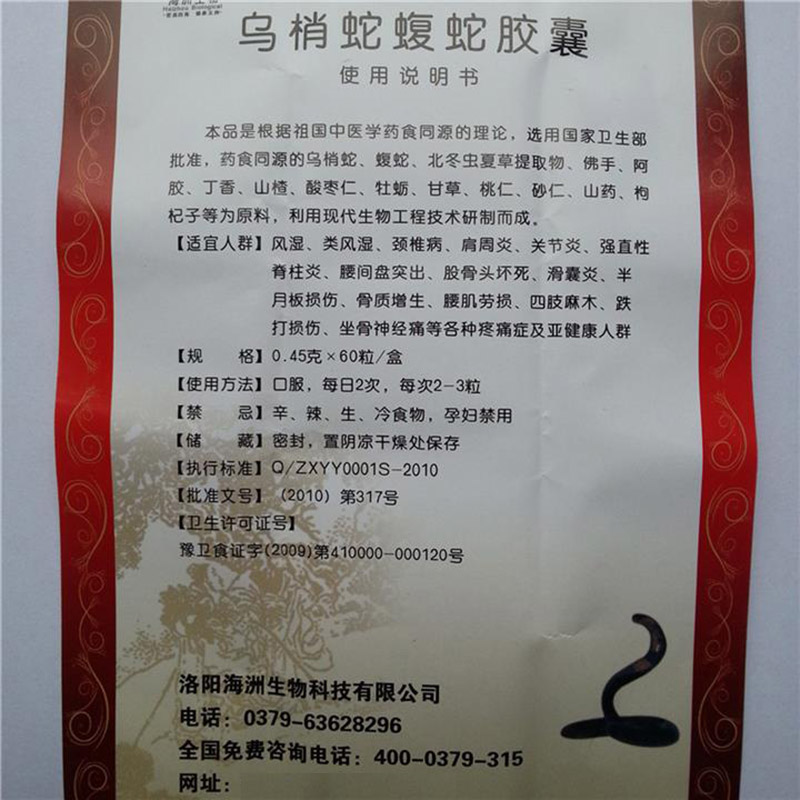 Haizhou Biological
乌梢蛇蝮蛇胶囊
使用说明书
本品是根据祖国中医学药食同源的理论，选用国家卫生部
批准，药食同源的乌梢蛇、蝮蛇、北冬虫夏草提取物、佛手、阿
胶、丁香、山楂、酸枣仁、牡蛎、甘草、桃仁、砂仁、山药、枸
杞子等为原料，利用现代生物工程技术研制而成。
【适宜人群】风湿、类风湿、颈椎病、肩周炎、关节炎、强直性
脊柱炎、腰间盘突出、股骨头坏死、滑囊炎、半
月板损伤、骨质增生、腰肌劳损、四肢麻木、跌
打损伤、坐骨神经痛等各种疼痛症及亚健康人群
【规 格】0.45克×60粒/盒
【使用方法】口服，每日2次，每次2-3粒
【禁 忌】辛、辣、生、冷食物，孕妇禁用
【储 藏】密封，置阴凉干燥处保存
【执行标准】Q/ZXYY0001S-2010
【批准文号】（2010）第317号
【卫生许可证号】
豫卫食证字(2009)第410000-000120号
洛阳海洲生物科技有限公司
电话：0379-63628296
全国免费咨询电话：400-0379-315
网址：